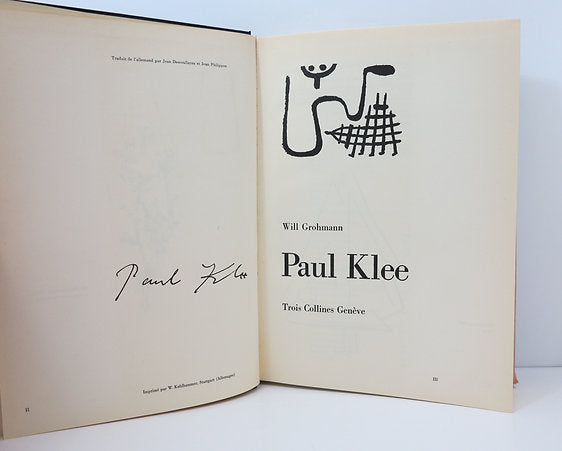 Traduit de l'allemand par Jean Descoullayes et Jean Philippon
Paul Klee
Imprimé par W. Kohlhammer, Stuttgart (Allemagne)
II
Will Grohmann
Paul Klee
Trois Collines Genève
III